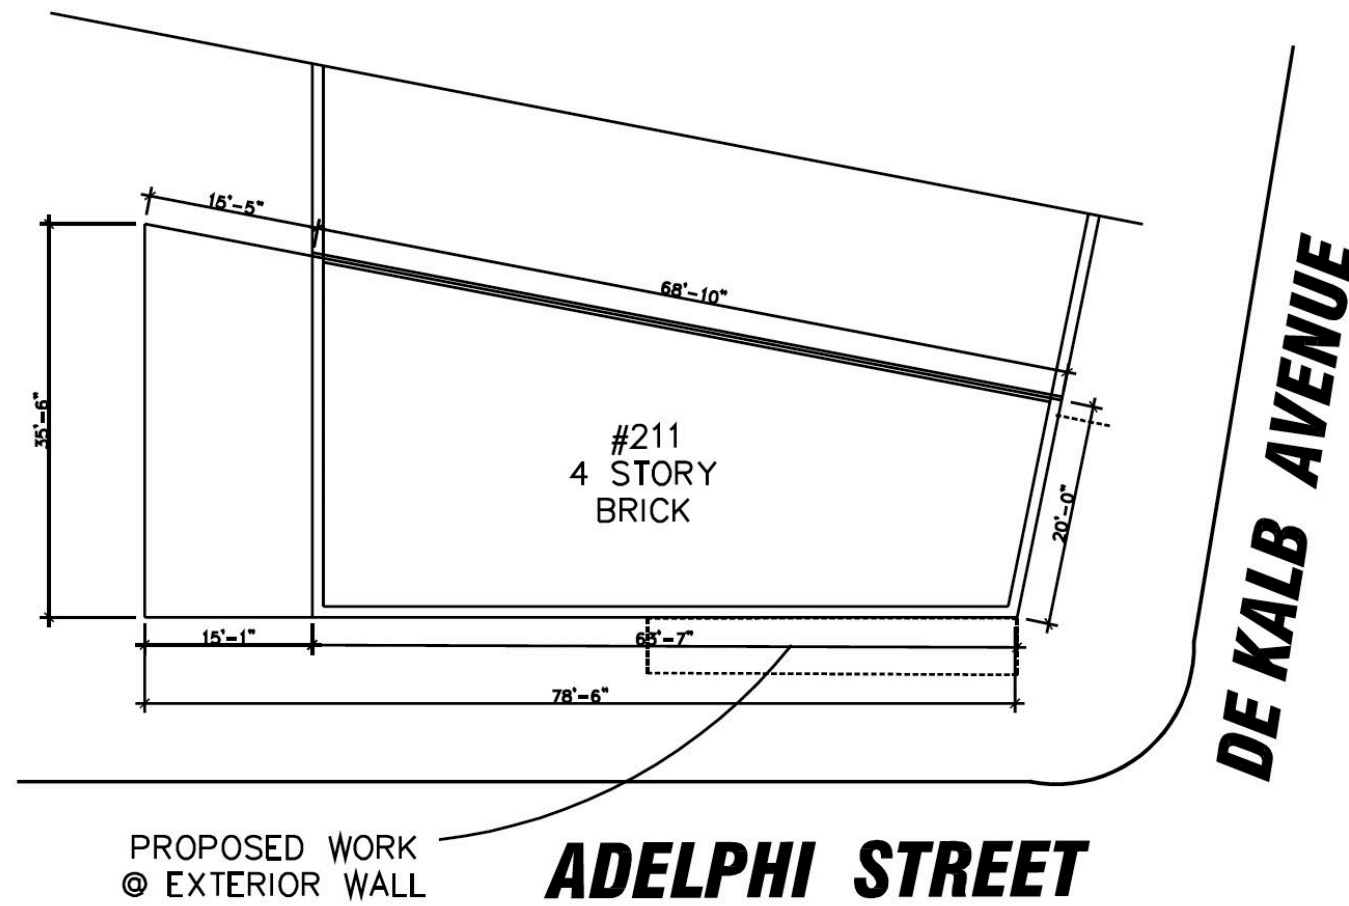 15'-5"
68'-10"
35'-6"
#211
4 STORY
BRICK
20'-0"
DE KALB AVENUE
15'-1"
63'-7"
78'-6"
PROPOSED WORK
@ EXTERIOR WALL
ADELPHI STREET